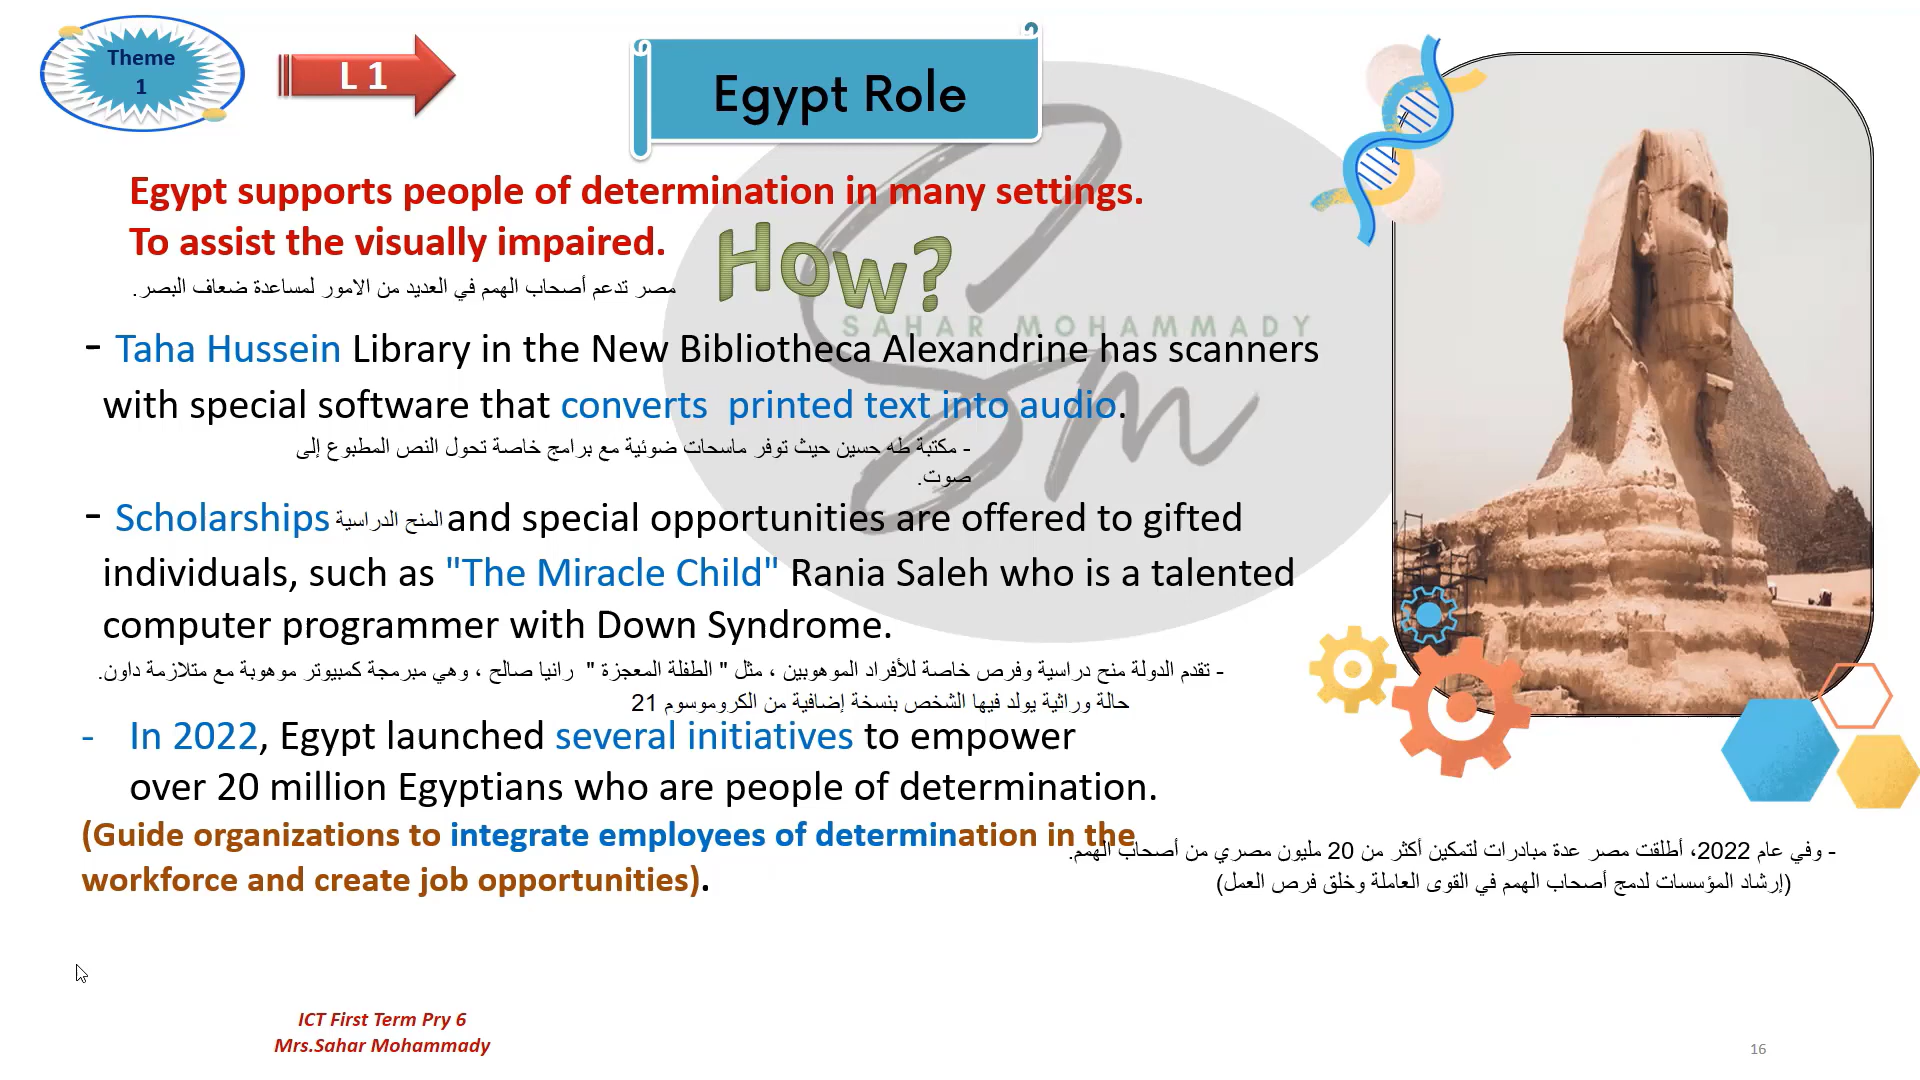 Theme
1
L 1
Egypt Role
Egypt supports people of determination in many settings.
To assist the visually impaired.
How?
مصر تدعم أصحاب الهمم في العديد من الامور لمساعدة ضعاف البصر.
SAHAR MOHAMMADY
Sm
- Taha Hussein Library in the New Bibliotheca Alexandrine has scanners
with special software that converts printed text into audio.
- مكتبة طه حسين حيث توفر ماسحات ضوئية مع برامج خاصة تحول النص المطبوع إلى
صوت.
- Scholarships المنح الدراسية and special opportunities are offered to gifted
individuals, such as "The Miracle Child" Rania Saleh who is a talented
computer programmer with Down Syndrome.
- تقدم الدولة منح دراسية وفرص خاصة للأفراد الموهوبين ، مثل " الطفلة المعجزة " رانيا صالح ، وهي مبرمجة كمبيوتر موهوبة مع متلازمة داون.
حالة وراثية يولد فيها الشخص بنسخة إضافية من الكروموسوم 21
- In 2022, Egypt launched several initiatives to empower
over 20 million Egyptians who are people of determination.
(Guide organizations to integrate employees of determination in the
workforce and create job opportunities).
- وفي عام 2022، أطلقت مصر عدة مبادرات لتمكين أكثر من 20 مليون مصري من أصحاب الهمم.
(إرشاد المؤسسات لدمج أصحاب الهمم في القوى العاملة وخلق فرص العمل)
ICT First Term Pry 6
Mrs.Sahar Mohammady
16